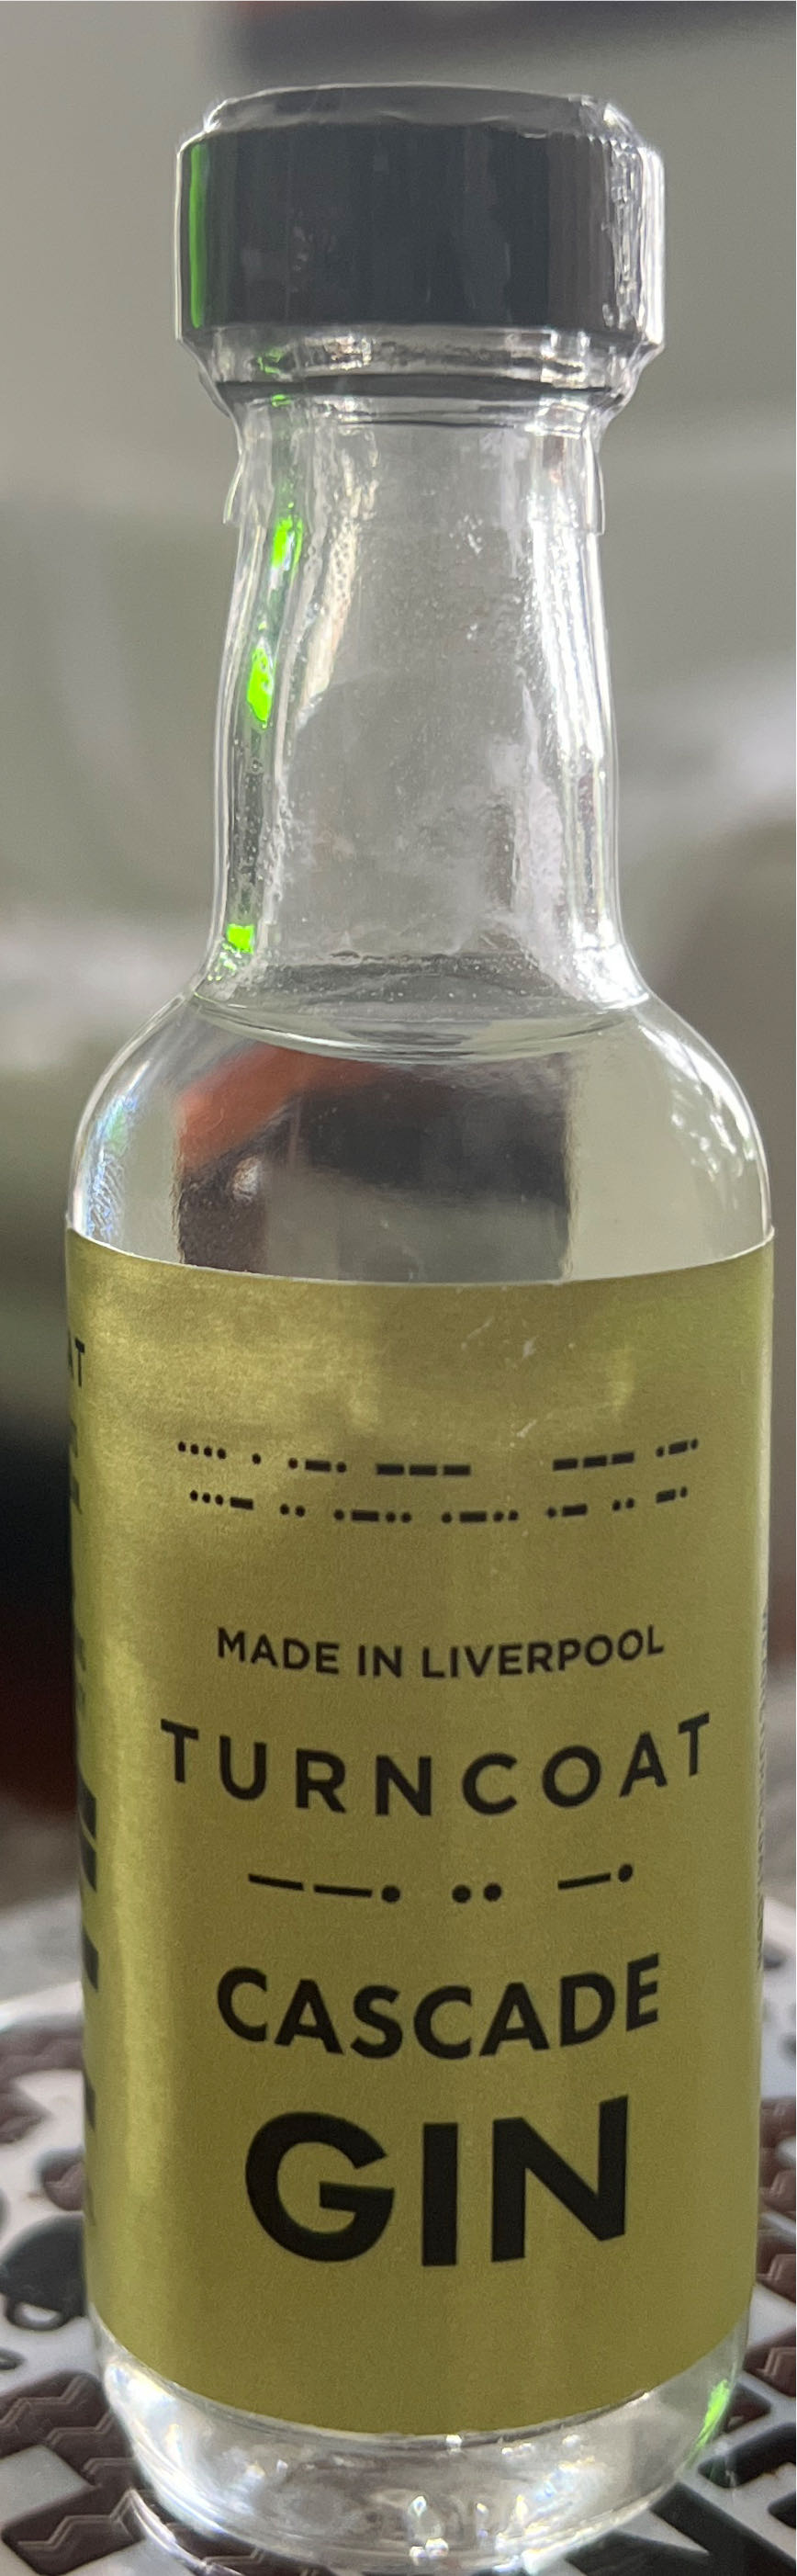 .... . .-. --- --- .-.
...- .. .-.. .-.. .- .. -.
MADE IN LIVERPOOL
TURNCOAT
--. .. -.
CASCADE
GIN